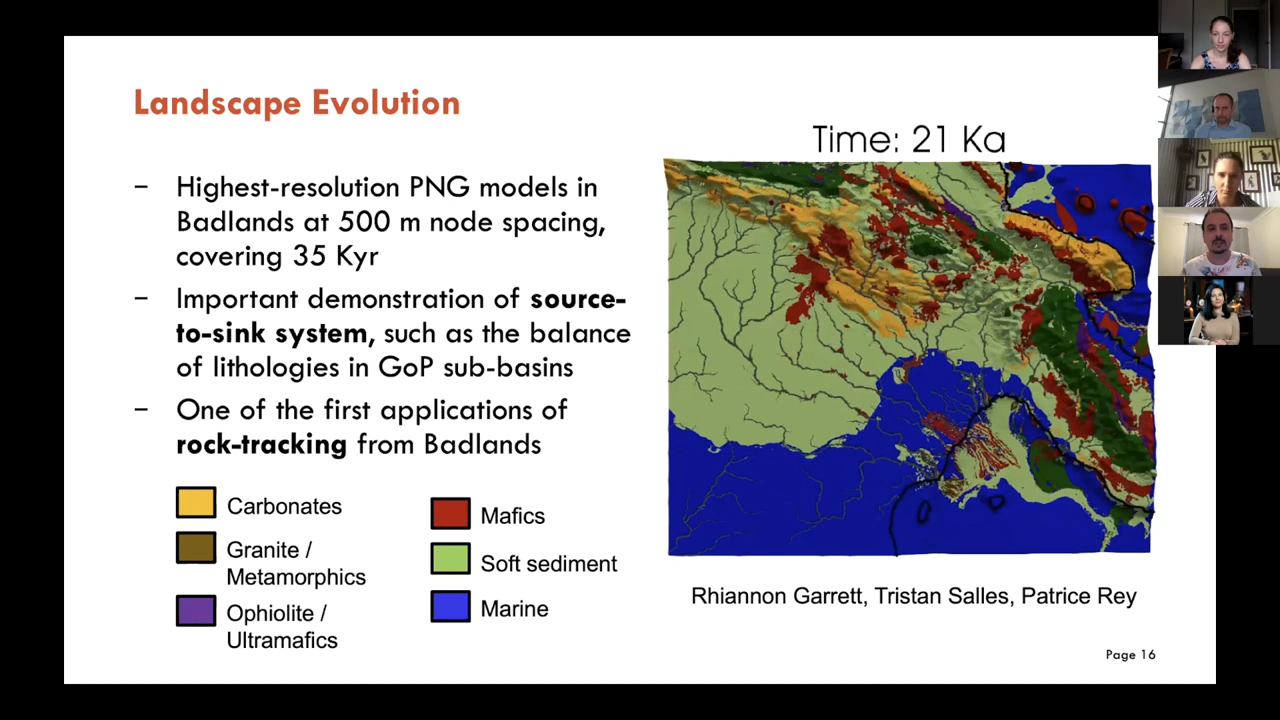 Landscape Evolution
Time: 21 Ka
– Highest-resolution PNG models in
Badlands at 500 m node spacing,
covering 35 Kyr
– Important demonstration of source-
to-sink system, such as the balance
of lithologies in GoP sub-basins
– One of the first applications of
rock-tracking from Badlands
Carbonates
Granite /
Metamorphics
Ophiolite /
Ultramafics
Mafics
Soft sediment
Marine
Rhiannon Garrett, Tristan Salles, Patrice Rey
Page 16